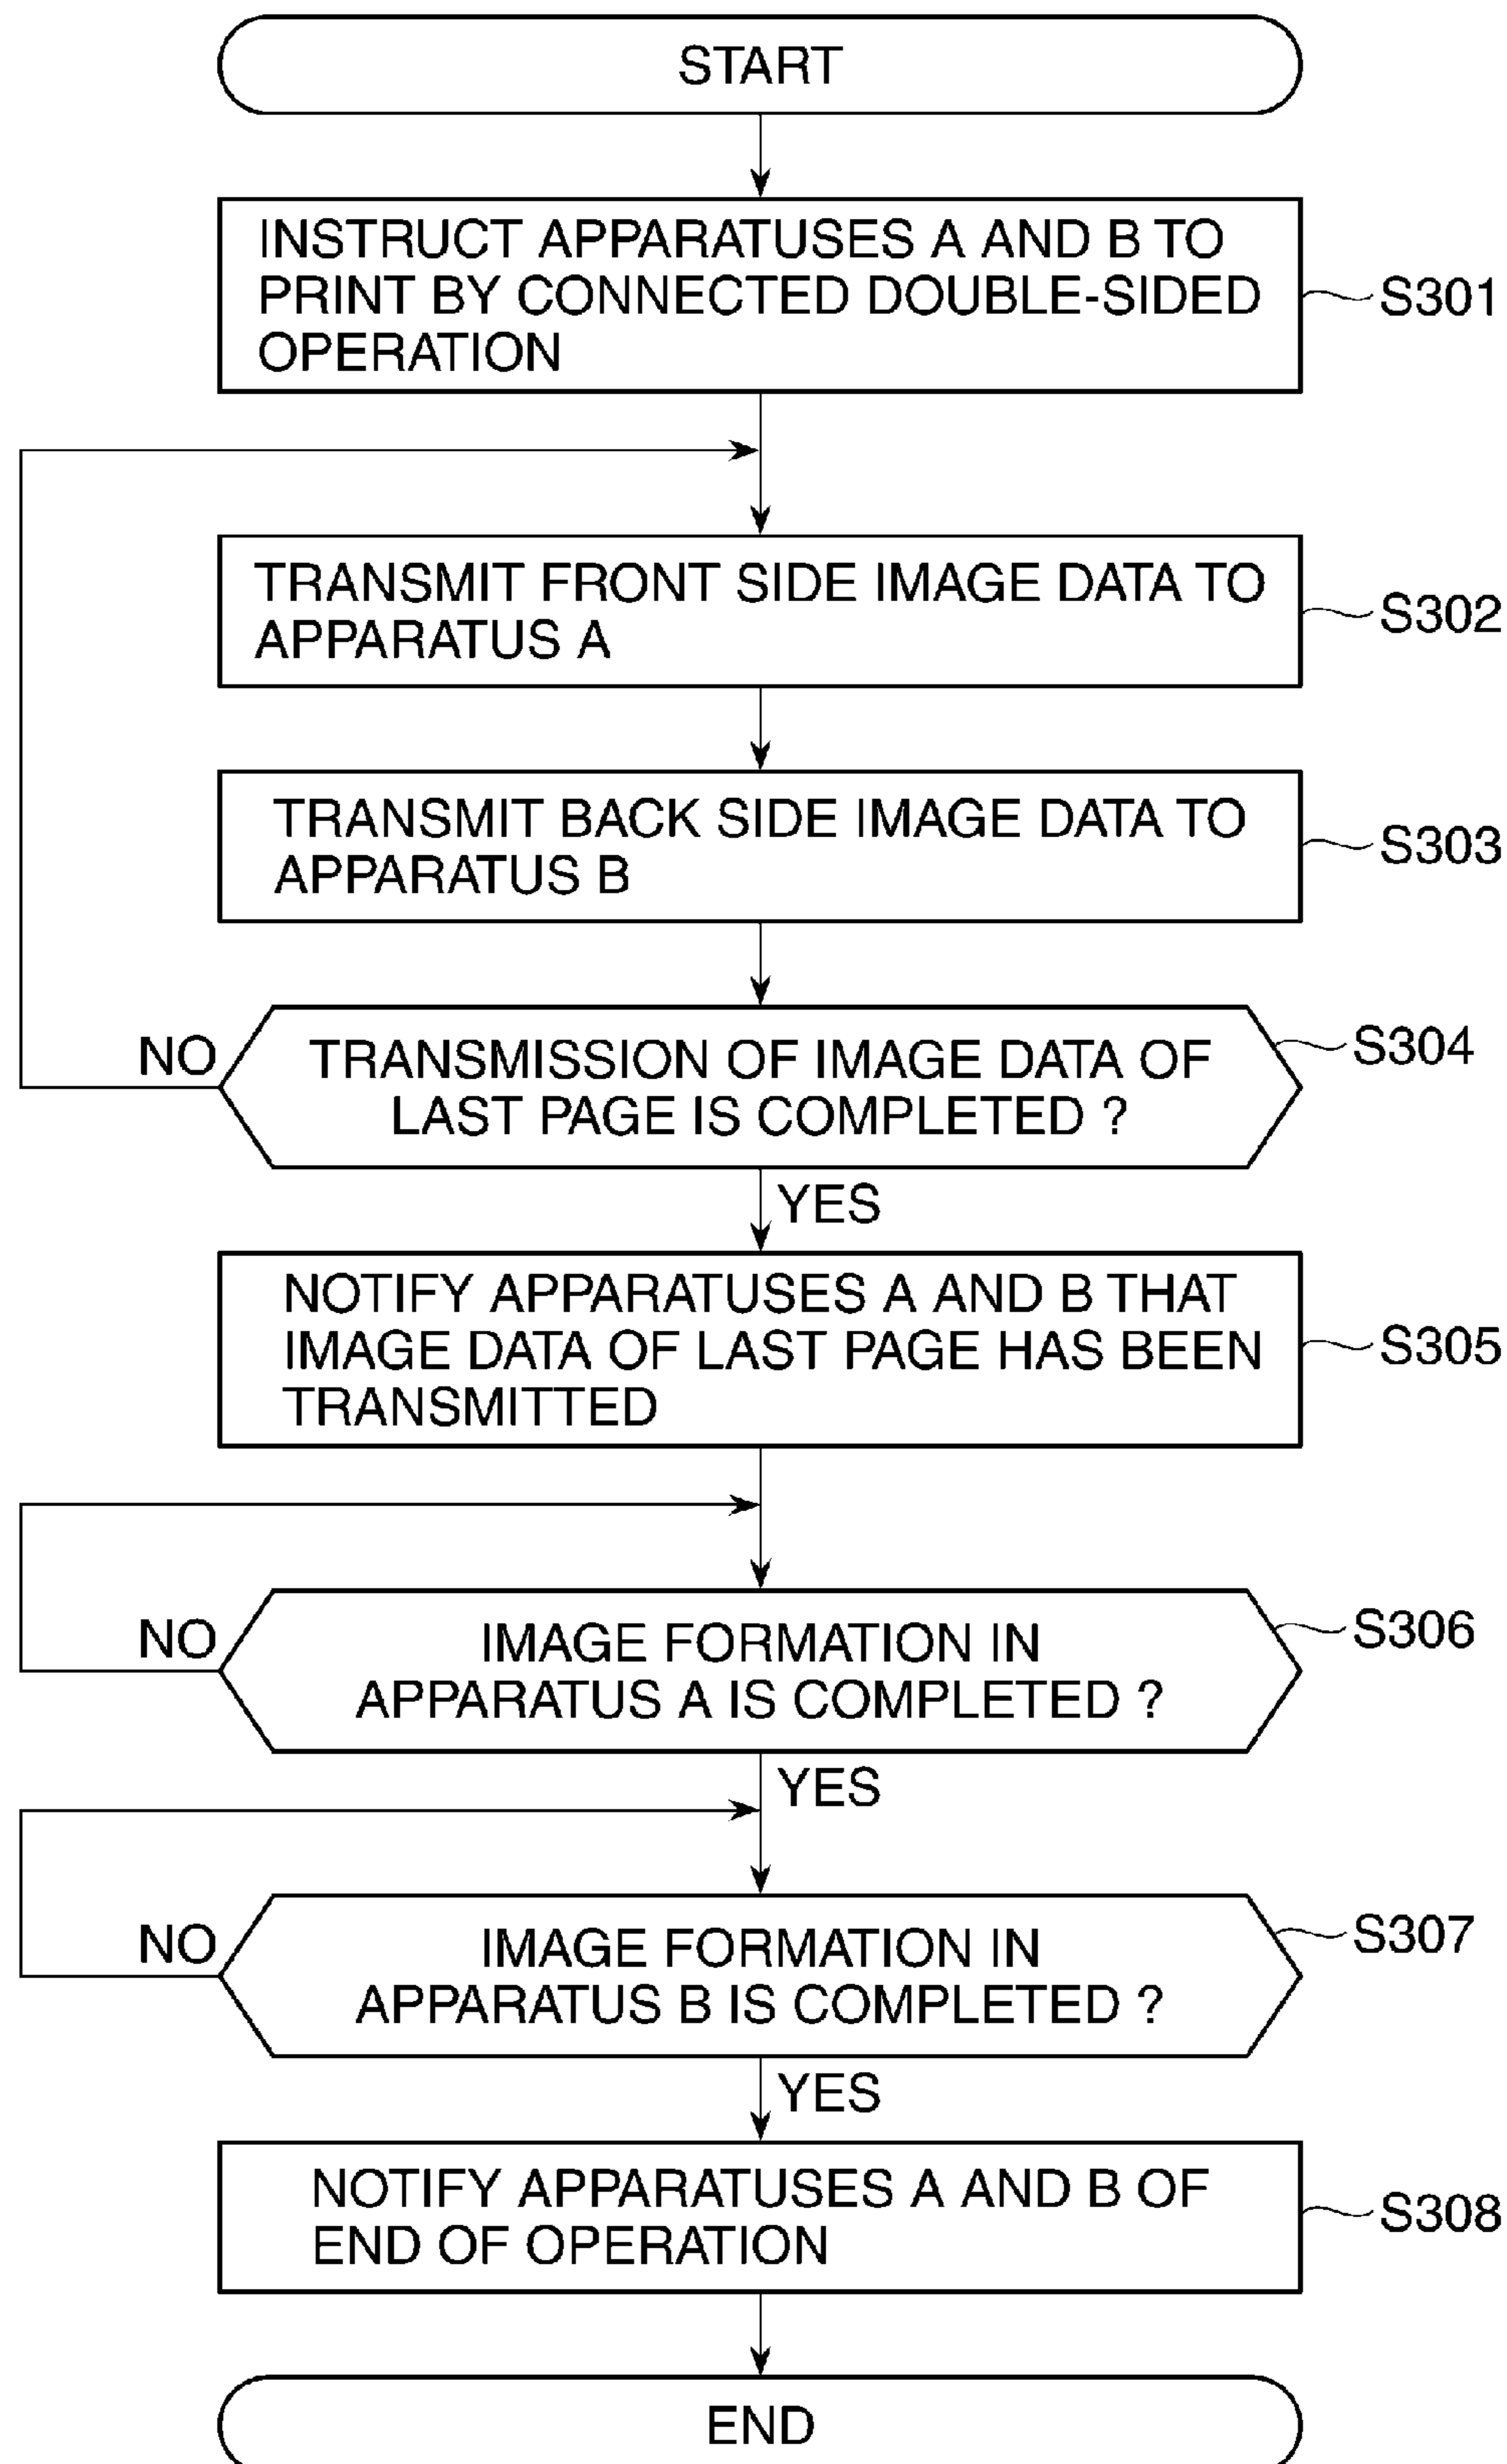 START
INSTRUCT APPARATUSES A AND B TO
PRINT BY CONNECTED DOUBLE-SIDED
OPERATION
S301
TRANSMIT FRONT SIDE IMAGE DATA TO
APPARATUS A
S302
TRANSMIT BACK SIDE IMAGE DATA TO
APPARATUS B
S303
NO
TRANSMISSION OF IMAGE DATA OF
LAST PAGE IS COMPLETED ?
S304
YES
NOTIFY APPARATUSES A AND B THAT
IMAGE DATA OF LAST PAGE HAS BEEN
TRANSMITTED
S305
NO
IMAGE FORMATION IN
APPARATUS A IS COMPLETED ?
S306
YES
NO
IMAGE FORMATION IN
APPARATUS B IS COMPLETED ?
S307
YES
NOTIFY APPARATUSES A AND B OF
END OF OPERATION
S308
END